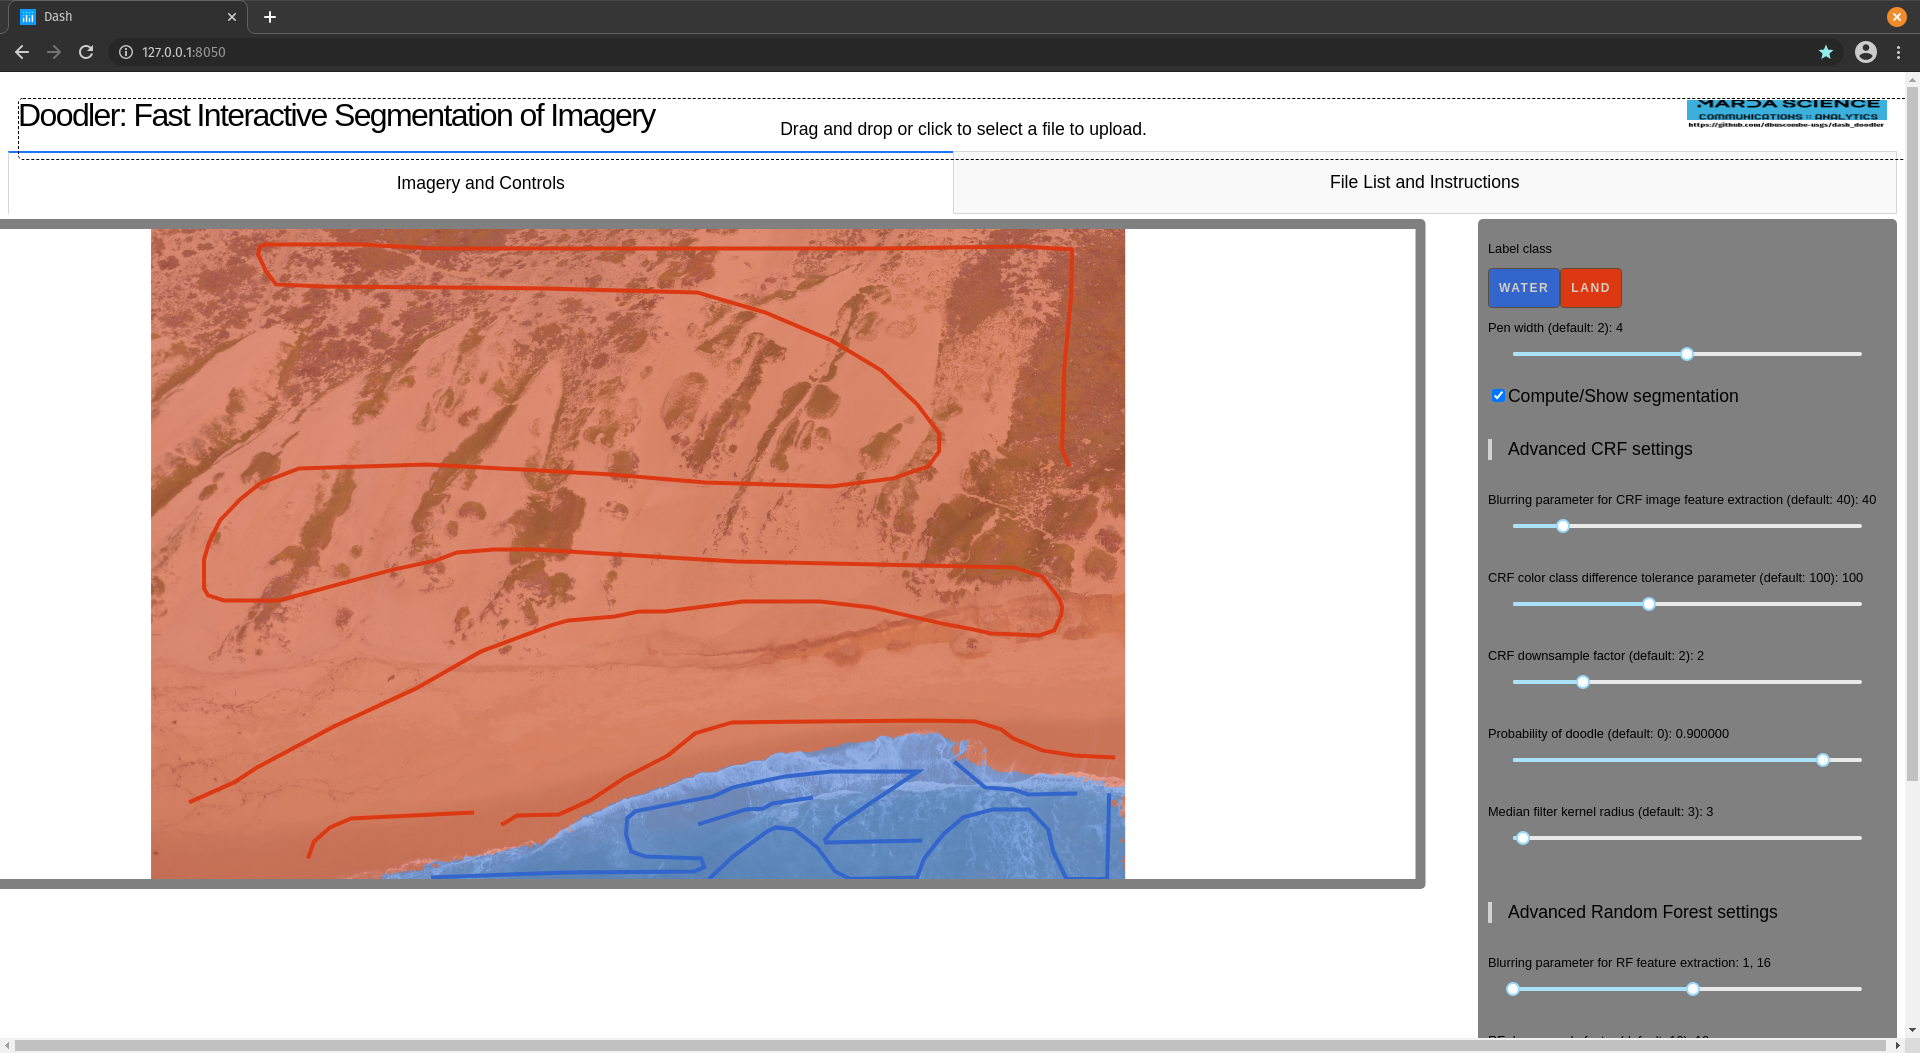 Dash
127.0.0.1:8050
Doodler: Fast Interactive Segmentation of Imagery
Drag and drop or click to select a file to upload.
MARDA SCIENCE
COMMUNICATIONS :: ANALYTICS
https://github.com/dbuscombe-usgs/dash_doodler
Imagery and Controls
File List and Instructions
Label class
WATER
LAND
Pen width (default: 2): 4
Compute/Show segmentation
Advanced CRF settings
Blurring parameter for CRF image feature extraction (default: 40): 40
CRF color class difference tolerance parameter (default: 100): 100
CRF downsample factor (default: 2): 2
Probability of doodle (default: 0): 0.900000
Median filter kernel radius (default: 3): 3
Advanced Random Forest settings
Blurring parameter for RF feature extraction: 1, 16